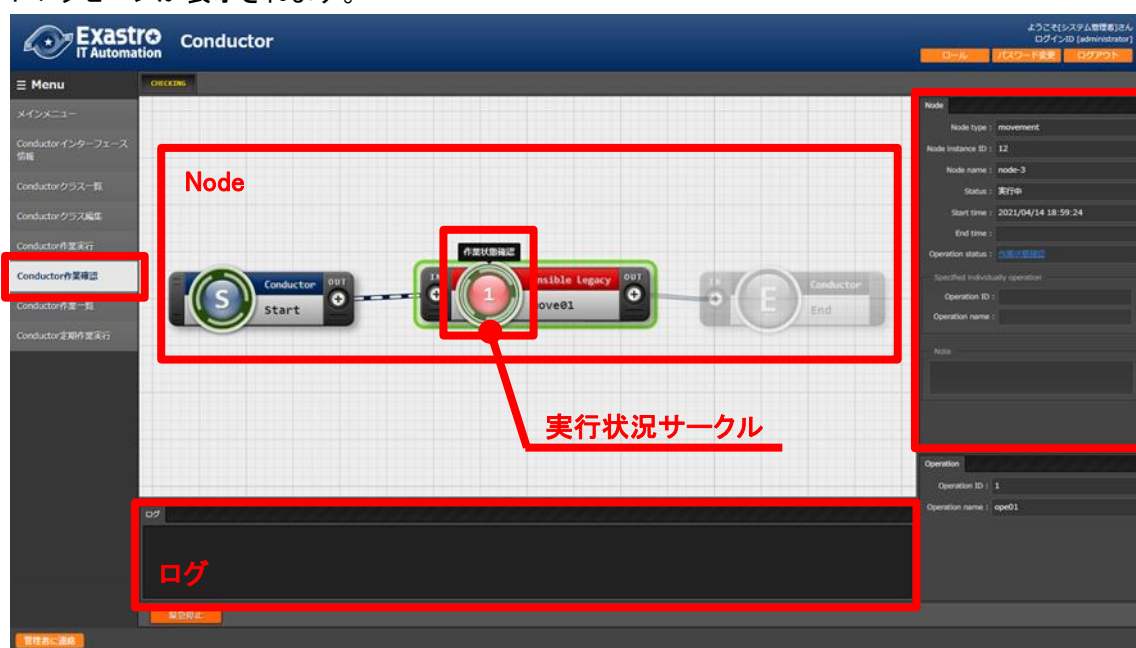 Exastro
IT Automation
Conductor
ようこそ[システム管理者]さん
ログインID [administrator]
ロール
パスワード変更
ログアウト
Menu
CHECKING
メインメニュー
Conductorインターフェース
情報
Conductorクラス一覧
Conductorクラス編集
Conductor作業実行
Conductor作業確認
Conductor作業一覧
Conductor定期作業実行
Node
作業状態確認
S
Conductor
Start
OUT
IN
1
nsible Legacy
ove01
OUT
IN
E
Conductor
End
実行状況サークル
Node
Node type : movement
Node instance ID : 12
Node name : node-3
Status : 実行中
Start time : 2021/04/14 18:59:24
End time :
Operation status : 作業状態確認
Specified individually operation
Operation ID :
Operation name :
Note
Operation
Operation ID : 1
Operation name : ope01
ログ
ログ
緊急停止
管理者に連絡